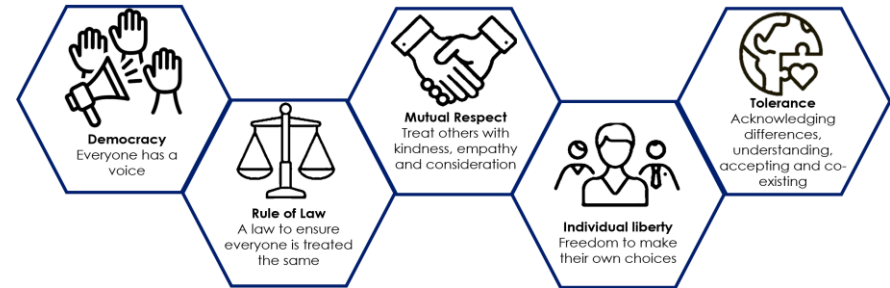 Democracy
Everyone has a
voice
Rule of Law
A law to ensure
everyone is treated
the same
Mutual Respect
Treat others with
kindness, empathy
and consideration
Individual liberty
Freedom to make
their own choices
Tolerance
Acknowledging
differences,
understanding,
accepting and co-
existing